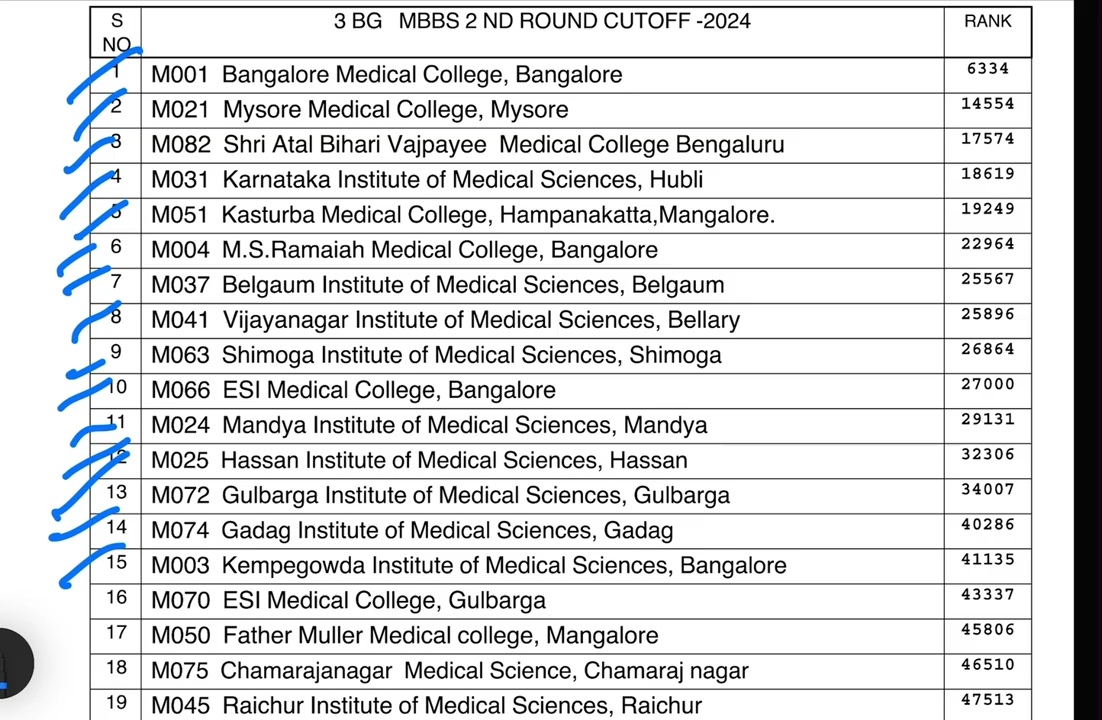 S NO 3 BG MBBS 2 ND ROUND CUTOFF -2024 RANK
1 M001 Bangalore Medical College, Bangalore 6334
2 M021 Mysore Medical College, Mysore 14554
3 M082 Shri Atal Bihari Vajpayee Medical College Bengaluru 17574
4 M031 Karnataka Institute of Medical Sciences, Hubli 18619
5 M051 Kasturba Medical College, Hampanakatta,Mangalore. 19249
6 M004 M.S.Ramaiah Medical College, Bangalore 22964
7 M037 Belgaum Institute of Medical Sciences, Belgaum 25567
8 M041 Vijayanagar Institute of Medical Sciences, Bellary 25896
9 M063 Shimoga Institute of Medical Sciences, Shimoga 26864
10 M066 ESI Medical College, Bangalore 27000
11 M024 Mandya Institute of Medical Sciences, Mandya 29131
12 M025 Hassan Institute of Medical Sciences, Hassan 32306
13 M072 Gulbarga Institute of Medical Sciences, Gulbarga 34007
14 M074 Gadag Institute of Medical Sciences, Gadag 40286
15 M003 Kempegowda Institute of Medical Sciences, Bangalore 41135
16 M070 ESI Medical College, Gulbarga 43337
17 M050 Father Muller Medical college, Mangalore 45806
18 M075 Chamarajanagar Medical Science, Chamaraj nagar 46510
19 M045 Raichur Institute of Medical Sciences, Raichur 47513